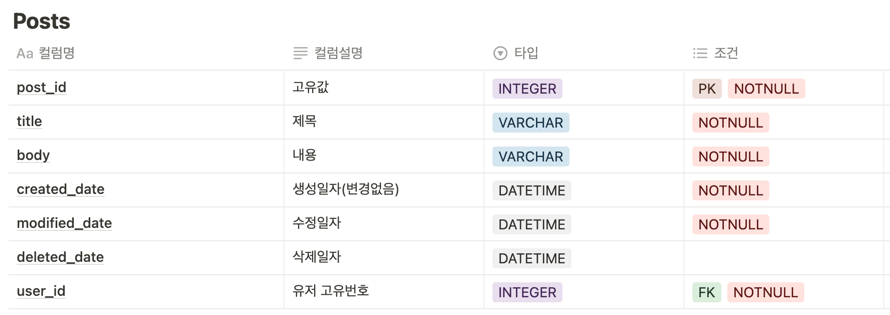 Posts
Aa 컬럼명 컬럼설명 타입 조건
post_id 고유값 INTEGER PK NOTNULL
title 제목 VARCHAR NOTNULL
body 내용 VARCHAR NOTNULL
created_date 생성일자(변경없음) DATETIME NOTNULL
modified_date 수정일자 DATETIME NOTNULL
deleted_date 삭제일자 DATETIME
user_id 유저 고유번호 INTEGER FK NOTNULL